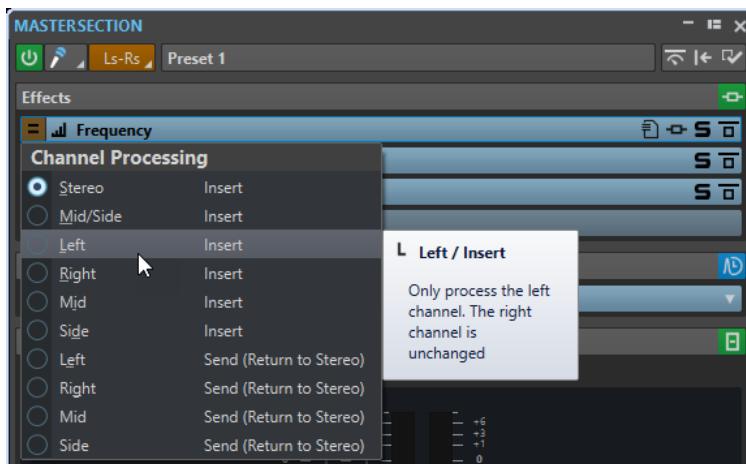 MASTERSECTION
Ls-Rs Preset 1
Effects
Frequency S
Channel Processing
S
Stereo Insert
S
Mid/Side Insert
Left Insert
L Left / Insert
Right Insert
Only process the left
channel. The right
channel is
unchanged
Mid Insert
Side Insert
Left Send (Return to Stereo)
Right Send (Return to Stereo)
Mid Send (Return to Stereo)
Side Send (Return to Stereo)
+6
+3
+1
0